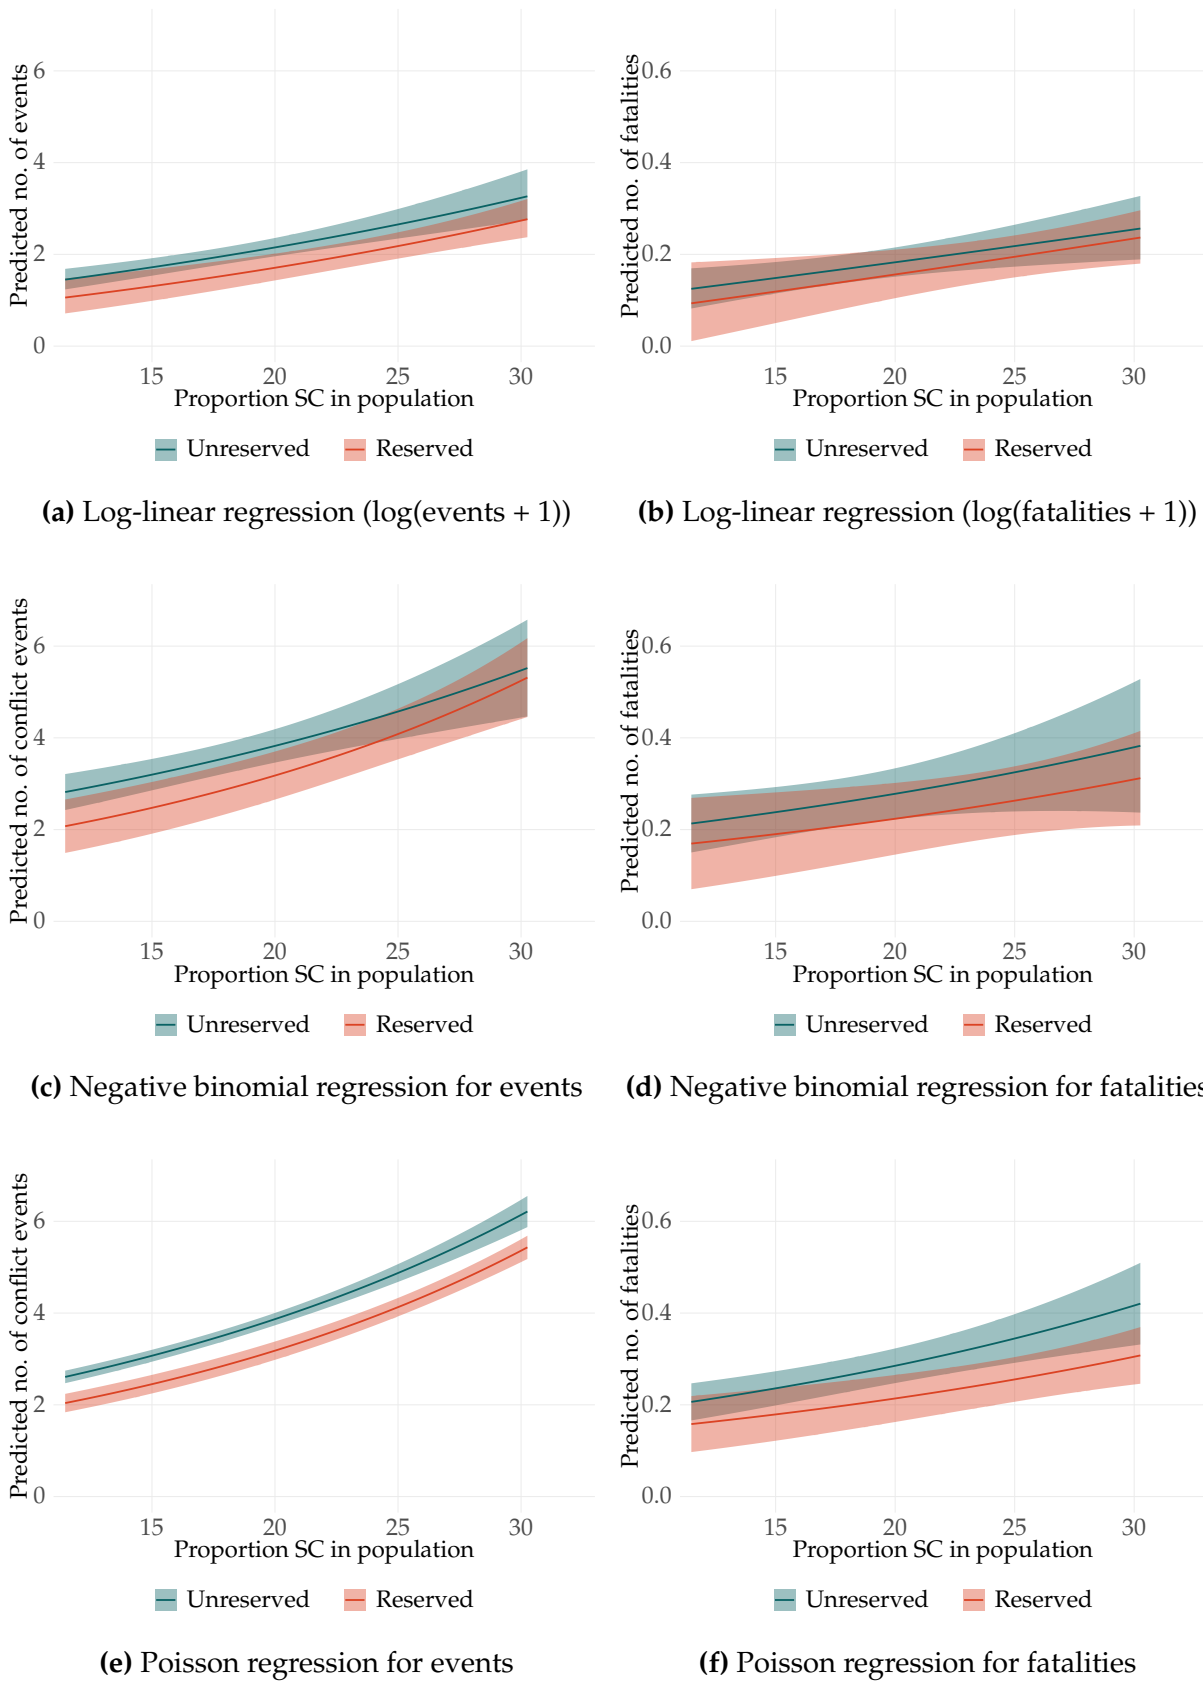 Predicted no. of events
6
4
2
0
15 20 25 30
Proportion SC in population
Unreserved Reserved
(a) Log-linear regression (log(events + 1))
Predicted no. of fatalities
0.6
0.4
0.2
0.0
15 20 25 30
Proportion SC in population
Unreserved Reserved
(b) Log-linear regression (log(fatalities + 1))
Predicted no. of conflict events
6
4
2
0
15 20 25 30
Proportion SC in population
Unreserved Reserved
(c) Negative binomial regression for events
Predicted no. of fatalities
0.6
0.4
0.2
0.0
15 20 25 30
Proportion SC in population
Unreserved Reserved
(d) Negative binomial regression for fatalities
Predicted no. of conflict events
6
4
2
0
15 20 25 30
Proportion SC in population
Unreserved Reserved
(e) Poisson regression for events
Predicted no. of fatalities
0.6
0.4
0.2
0.0
15 20 25 30
Proportion SC in population
Unreserved Reserved
(f) Poisson regression for fatalities